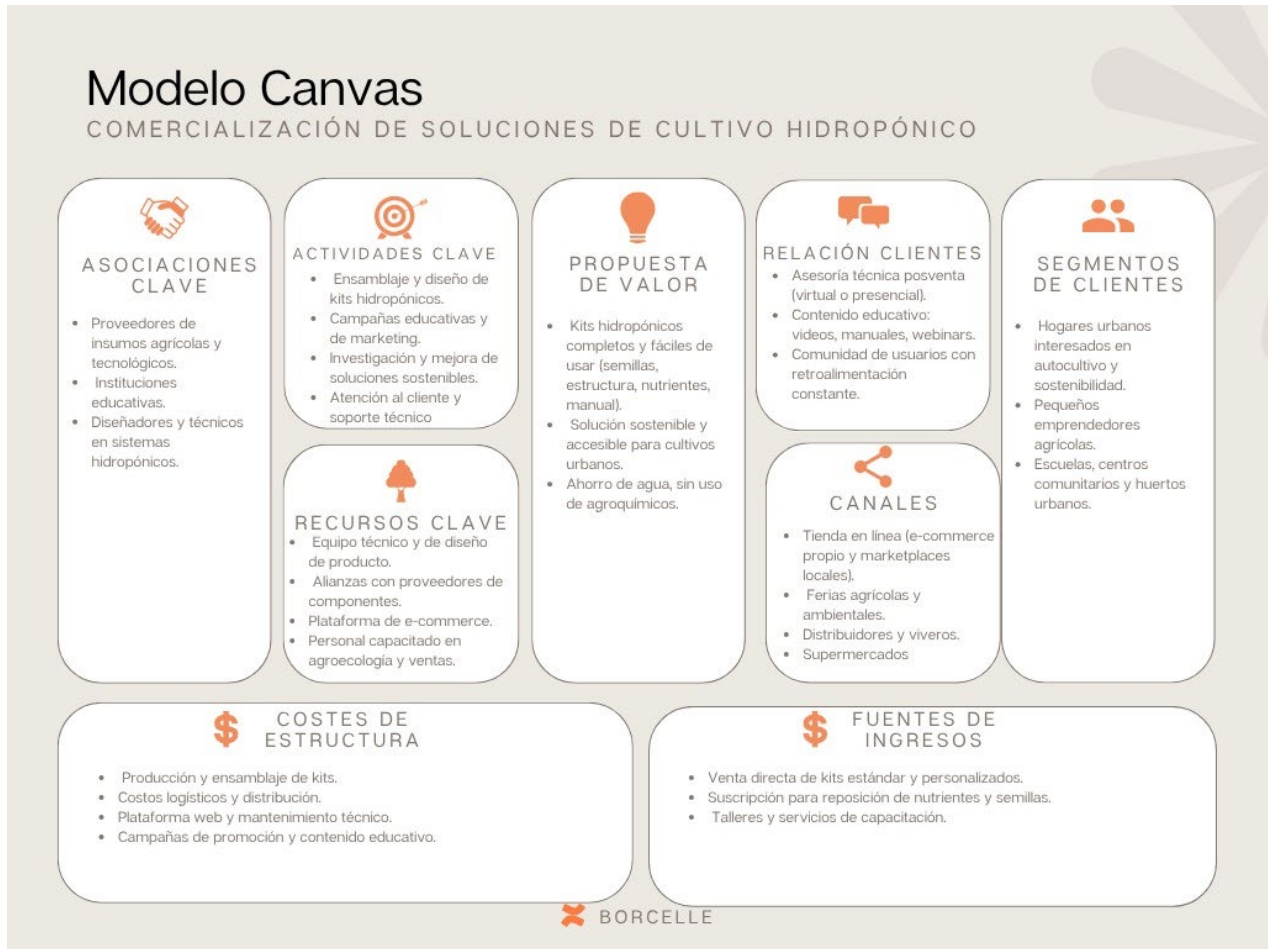 Modelo Canvas
COMERCIALIZACIÓN DE SOLUCIONES DE CULTIVO HIDROPÓNICO
ASOCIACIONES
CLAVE
• Proveedores de
insumos agrícolas y
tecnológicos.
• Instituciones
educativas.
• Diseñadores y técnicos
en sistemas
hidropónicos.
ACTIVIDADES CLAVE
• Ensamblaje y diseño de
kits hidropónicos.
• Campañas educativas y
de marketing.
• Investigación y mejora de
soluciones sostenibles.
• Atención al cliente y
soporte técnico
RECURSOS CLAVE
• Equipo técnico y de diseño
de producto.
• Alianzas con proveedores de
componentes.
• Plataforma de e-commerce.
• Personal capacitado en
agroecología y ventas.
PROPUESTA
DE VALOR
• Kits hidropónicos
completos y fáciles de
usar (semillas,
estructura, nutrientes,
manual).
• Solución sostenible y
accesible para cultivos
urbanos.
• Ahorro de agua, sin uso
de agroquímicos.
RELACIÓN CLIENTES
• Asesoría técnica posventa
(virtual o presencial).
• Contenido educativo:
videos, manuales, webinars.
• Comunidad de usuarios con
retroalimentación
constante.
CANALES
• Tienda en línea (e-commerce
propio y marketplaces
locales).
• Ferias agrícolas y
ambientales.
• Distribuidores y viveros.
• Supermercados
SEGMENTOS
DE CLIENTES
• Hogares urbanos
interesados en
autocultivo y
sostenibilidad.
• Pequeños
emprendedores
agrícolas.
• Escuelas, centros
comunitarios y huertos
urbanos.
$ COSTES DE
ESTRUCTURA
• Producción y ensamblaje de kits.
• Costos logísticos y distribución.
• Plataforma web y mantenimiento técnico.
• Campañas de promoción y contenido educativo.
$ FUENTES DE
INGRESOS
• Venta directa de kits estándar y personalizados.
• Suscripción para reposición de nutrientes y semillas.
• Talleres y servicios de capacitación.
BORCELLE